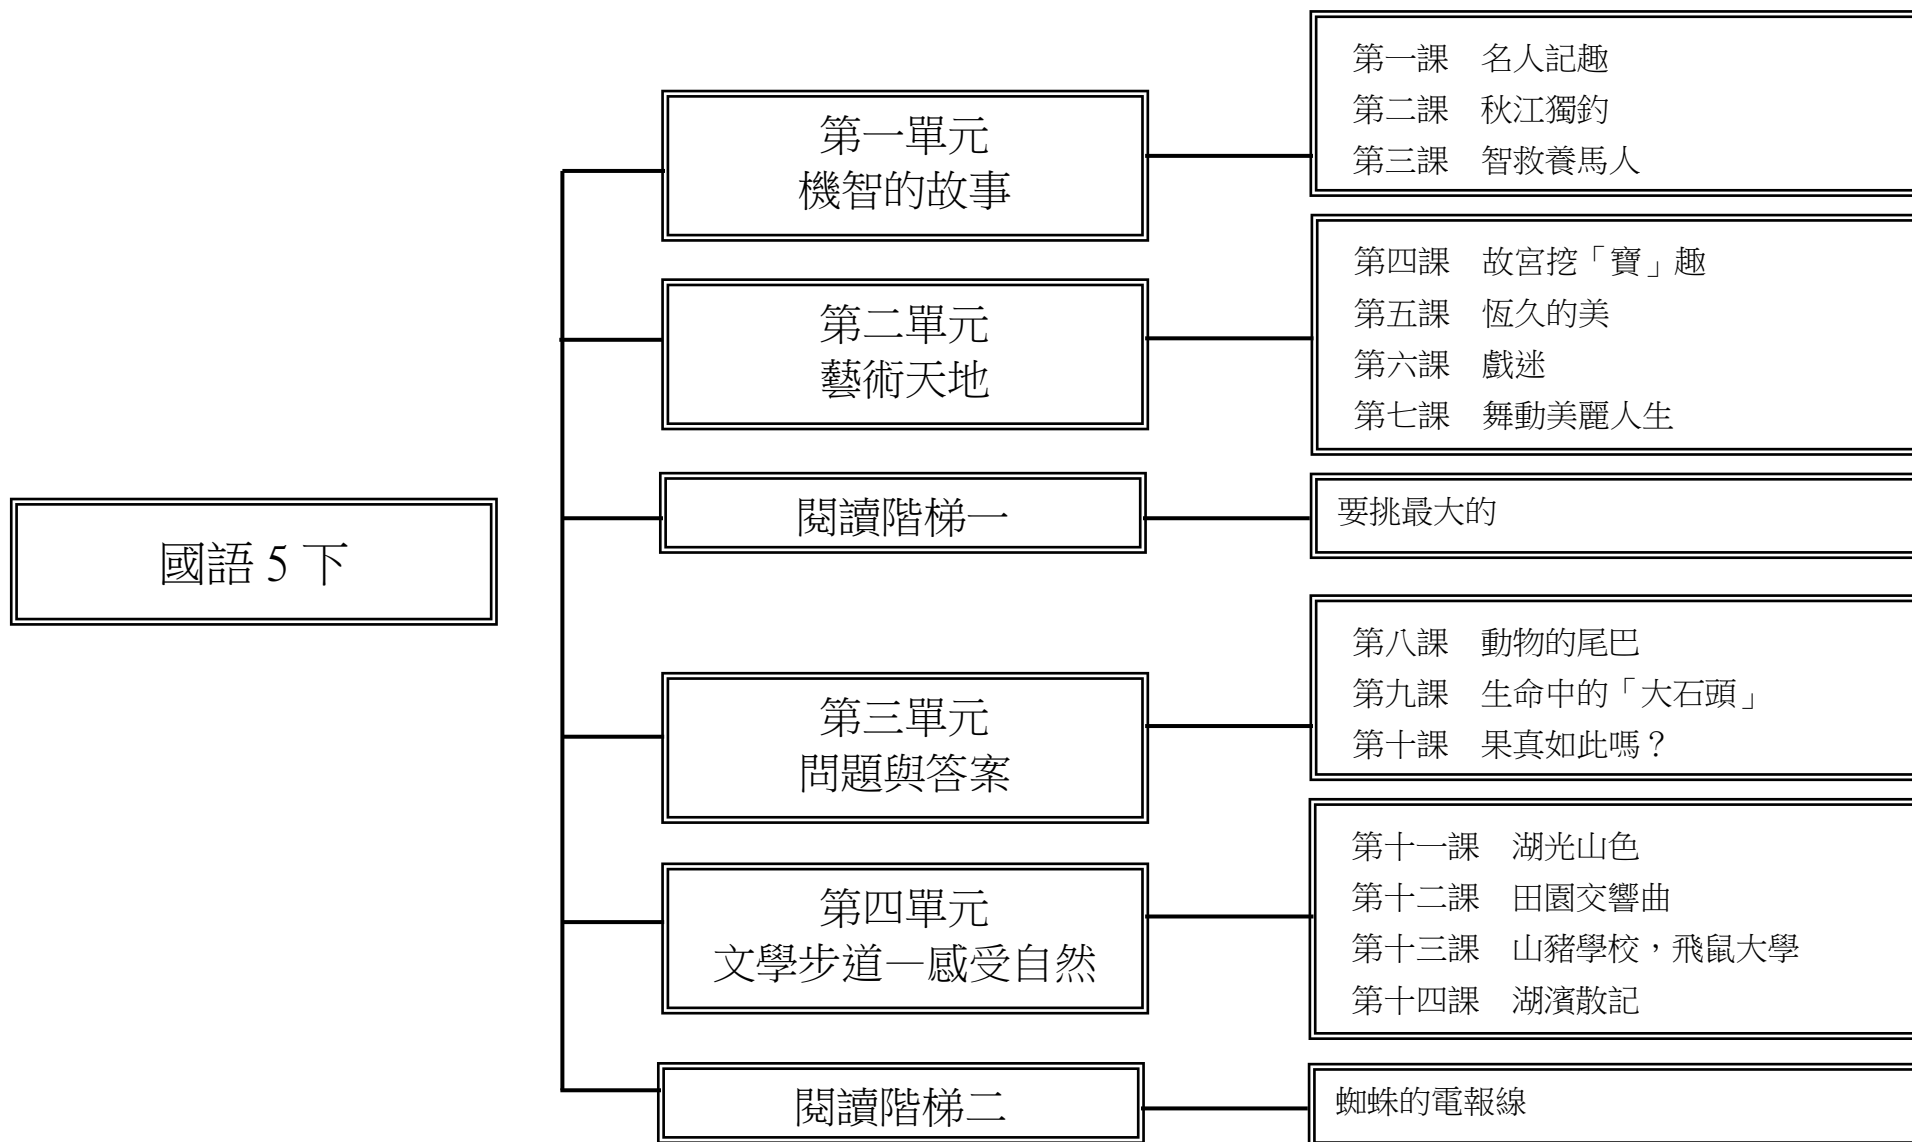 國語 5 下
第一單元
機智的故事
第一課　名人記趣
第二課　秋江獨釣
第三課　智救養馬人
第二單元
藝術天地
第四課　故宮挖「寶」趣
第五課　恆久的美
第六課　戲迷
第七課　舞動美麗人生
閱讀階梯一
要挑最大的
第三單元
問題與答案
第八課　動物的尾巴
第九課　生命中的「大石頭」
第十課　果真如此嗎？
第四單元
文學步道—感受自然
第十一課　湖光山色
第十二課　田園交響曲
第十三課　山豬學校，飛鼠大學
第十四課　湖濱散記
閱讀階梯二
蜘蛛的電報線